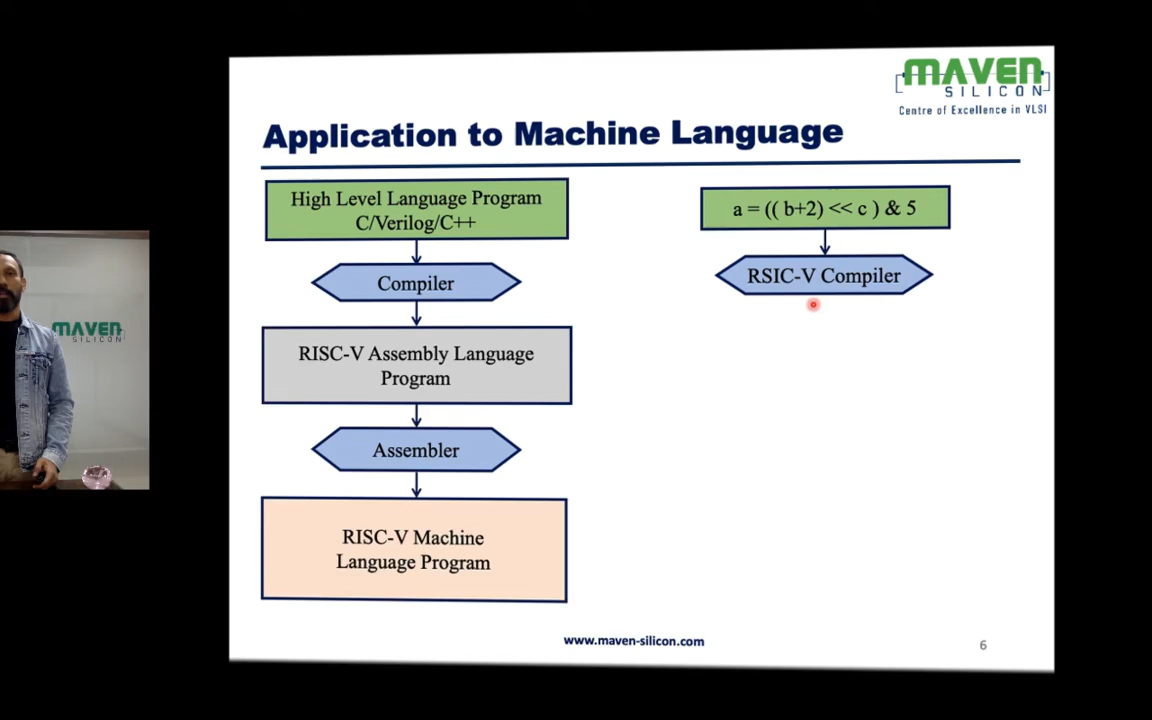 MAVEN
SILICON
Centre of Excellence in VLSI
Application to Machine Language
High Level Language Program
C/Verilog/C++
Compiler
RISC-V Assembly Language
Program
Assembler
RISC-V Machine
Language Program
a = (( b+2) << c ) & 5
RSIC-V Compiler
MAVEN
SILICON
www.maven-silicon.com
6